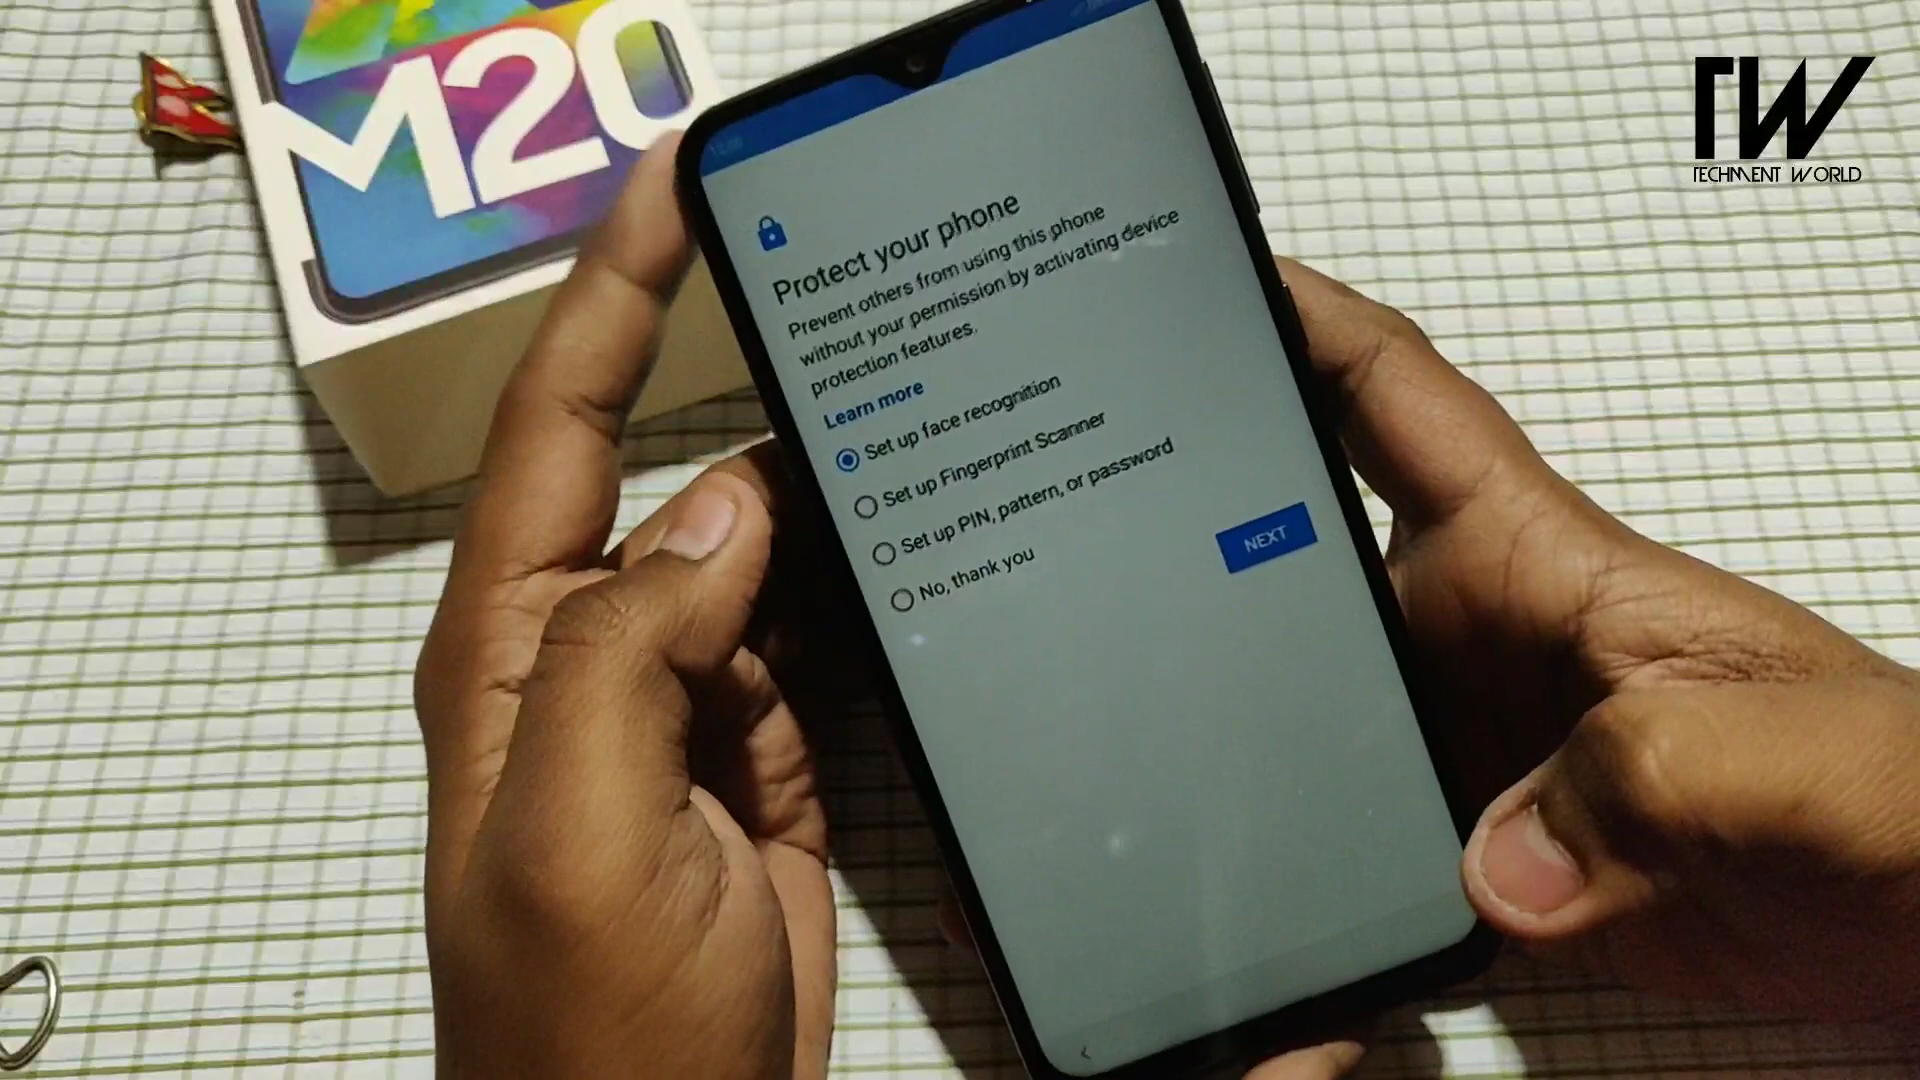 M20
TW
TECHMENT WORLD
Protect your phone
Prevent others from using this phone
without your permission by activating device
protection features.
Learn more
Set up face recognition
Set up Fingerprint Scanner
Set up PIN, pattern, or password
No, thank you
NEXT